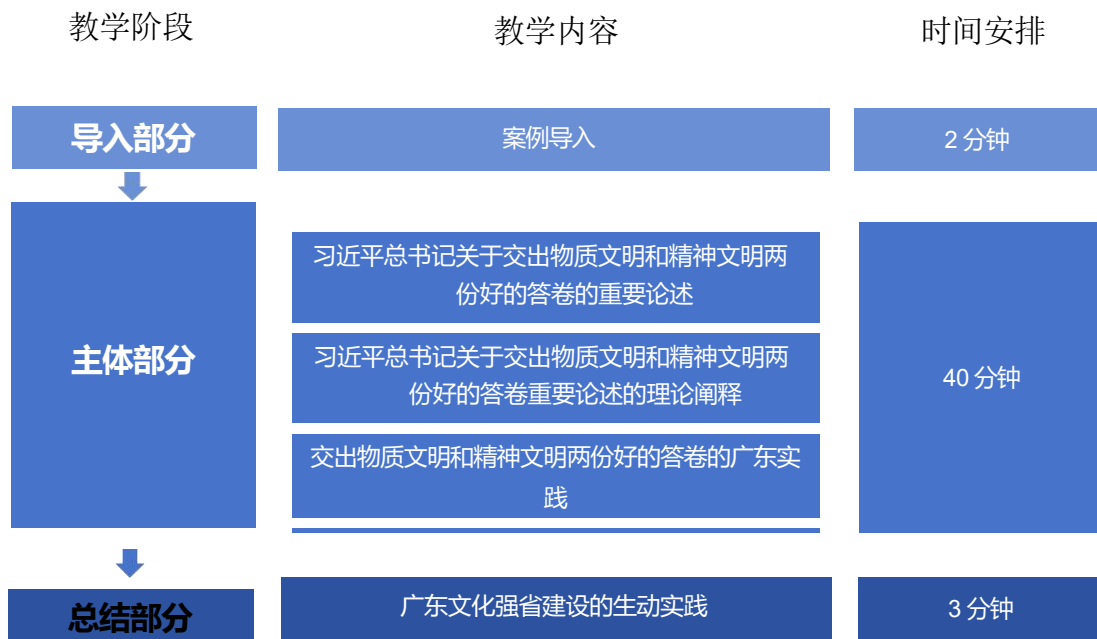 教学阶段
教学内容
时间安排
导入部分
案例导入
2 分钟
主体部分
习近平总书记关于交出物质文明和精神文明两
份好的答卷的重要论述
习近平总书记关于交出物质文明和精神文明两
份好的答卷重要论述的理论阐释
交出物质文明和精神文明两份好的答卷的广东实
践
40 分钟
总结部分
广东文化强省建设的生动实践
3 分钟